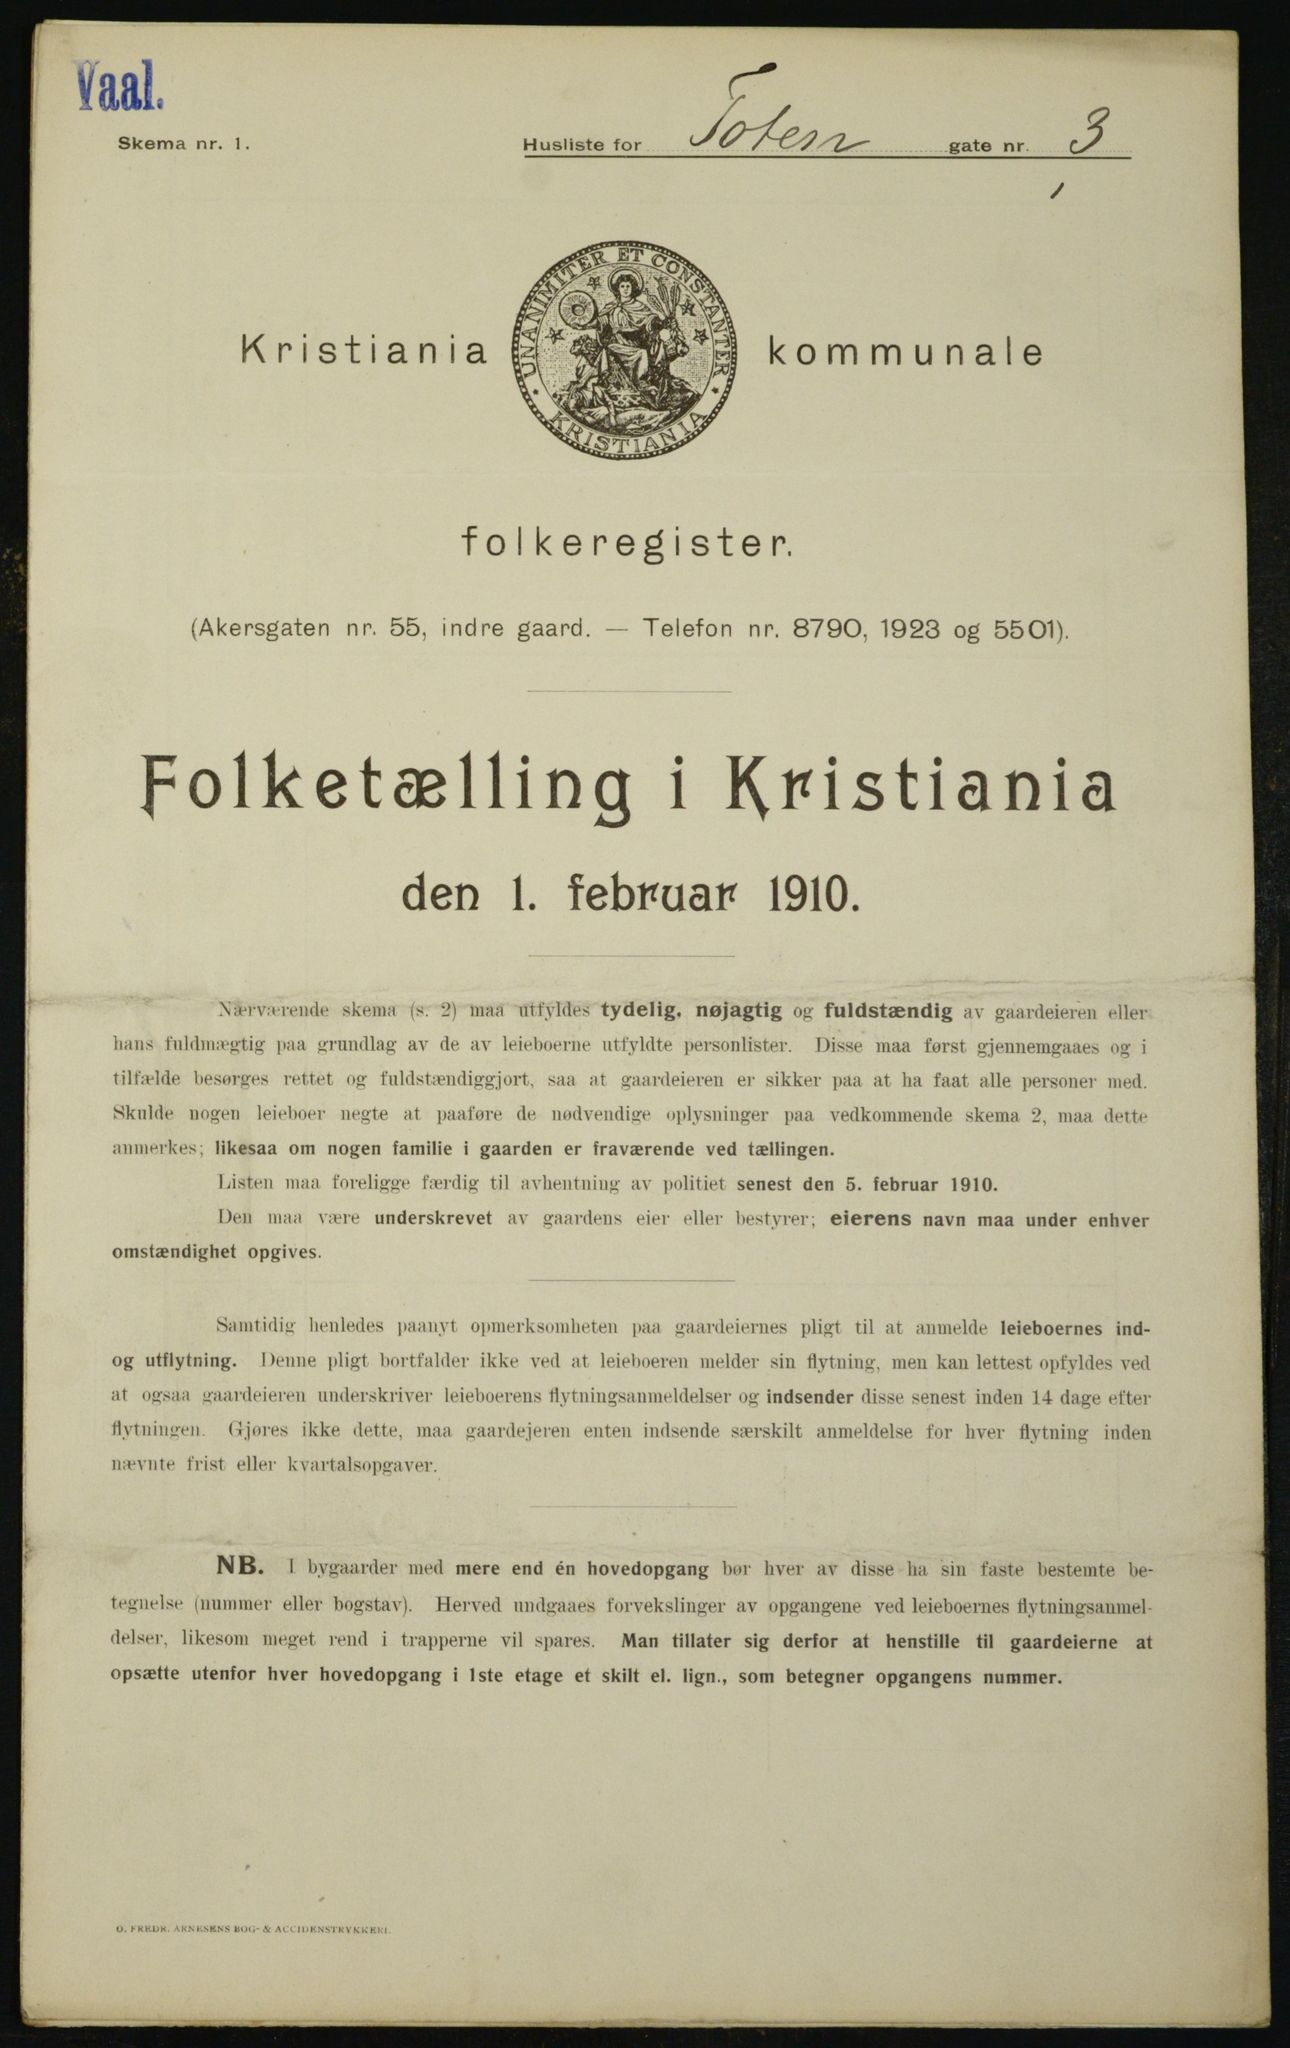 Vaal.
Skema nr. 1.
Husliste for Toten gate nr. 3
UNANIMITER ET CONSTANTER
KRISTIANIA
Kristiania kommunale
folkeregister.
(Akersgaten nr. 55, indre gaard. — Telefon nr. 8790, 1923 og 5501).
Folketælling i Kristiania
den 1. februar 1910.
Nærværende skema (s. 2) maa utfyldes tydelig, nøjagtig og fuldstændig av gaardeieren eller
hans fuldmægtig paa grundlag av de av leieboerne utfyldte personlister. Disse maa først gjennemgaaes og i
tilfælde besørges rettet og fuldstændiggjort, saa at gaardeieren er sikker paa at ha faat alle personer med.
Skulde nogen leieboer negte at paaføre de nødvendige oplysninger paa vedkommende skema 2, maa dette
anmerkes; likesaa om nogen familie i gaarden er fraværende ved tællingen.
Listen maa foreligge færdig til avhentning av politiet senest den 5. februar 1910.
Den maa være underskrevet av gaardens eier eller bestyrer; eierens navn maa under enhver
omstændighet opgives.
Samtidig henledes paanyt opmerksomheten paa gaardeiernes pligt til at anmelde leieboernes ind-
og utflytning. Denne pligt bortfalder ikke ved at leieboeren melder sin flytning, men kan lettest opfyldes ved
at ogsaa gaardeieren underskriver leieboerens flytningsanmeldelser og indsender disse senest inden 14 dage efter
flytningen. Gjøres ikke dette, maa gaardejeren enten indsende særskilt anmeldelse for hver flytning inden
nævnte frist eller kvartalsopgaver.
NB. I bygaarder med mere end én hovedopgang bør hver av disse ha sin faste bestemte be-
tegnelse (nummer eller bogstav). Herved undgaaes forvekslinger av opgangene ved leieboernes flytningsanmel-
delser, likesom meget rend i trapperne vil spares. Man tillater sig derfor at henstille til gaardeierne at
opsætte utenfor hver hovedopgang i 1ste etage et skilt el. lign., som betegner opgangens nummer.
O. FREDR. ARNESENS BOG- & ACCIDENSTRYKKERI.